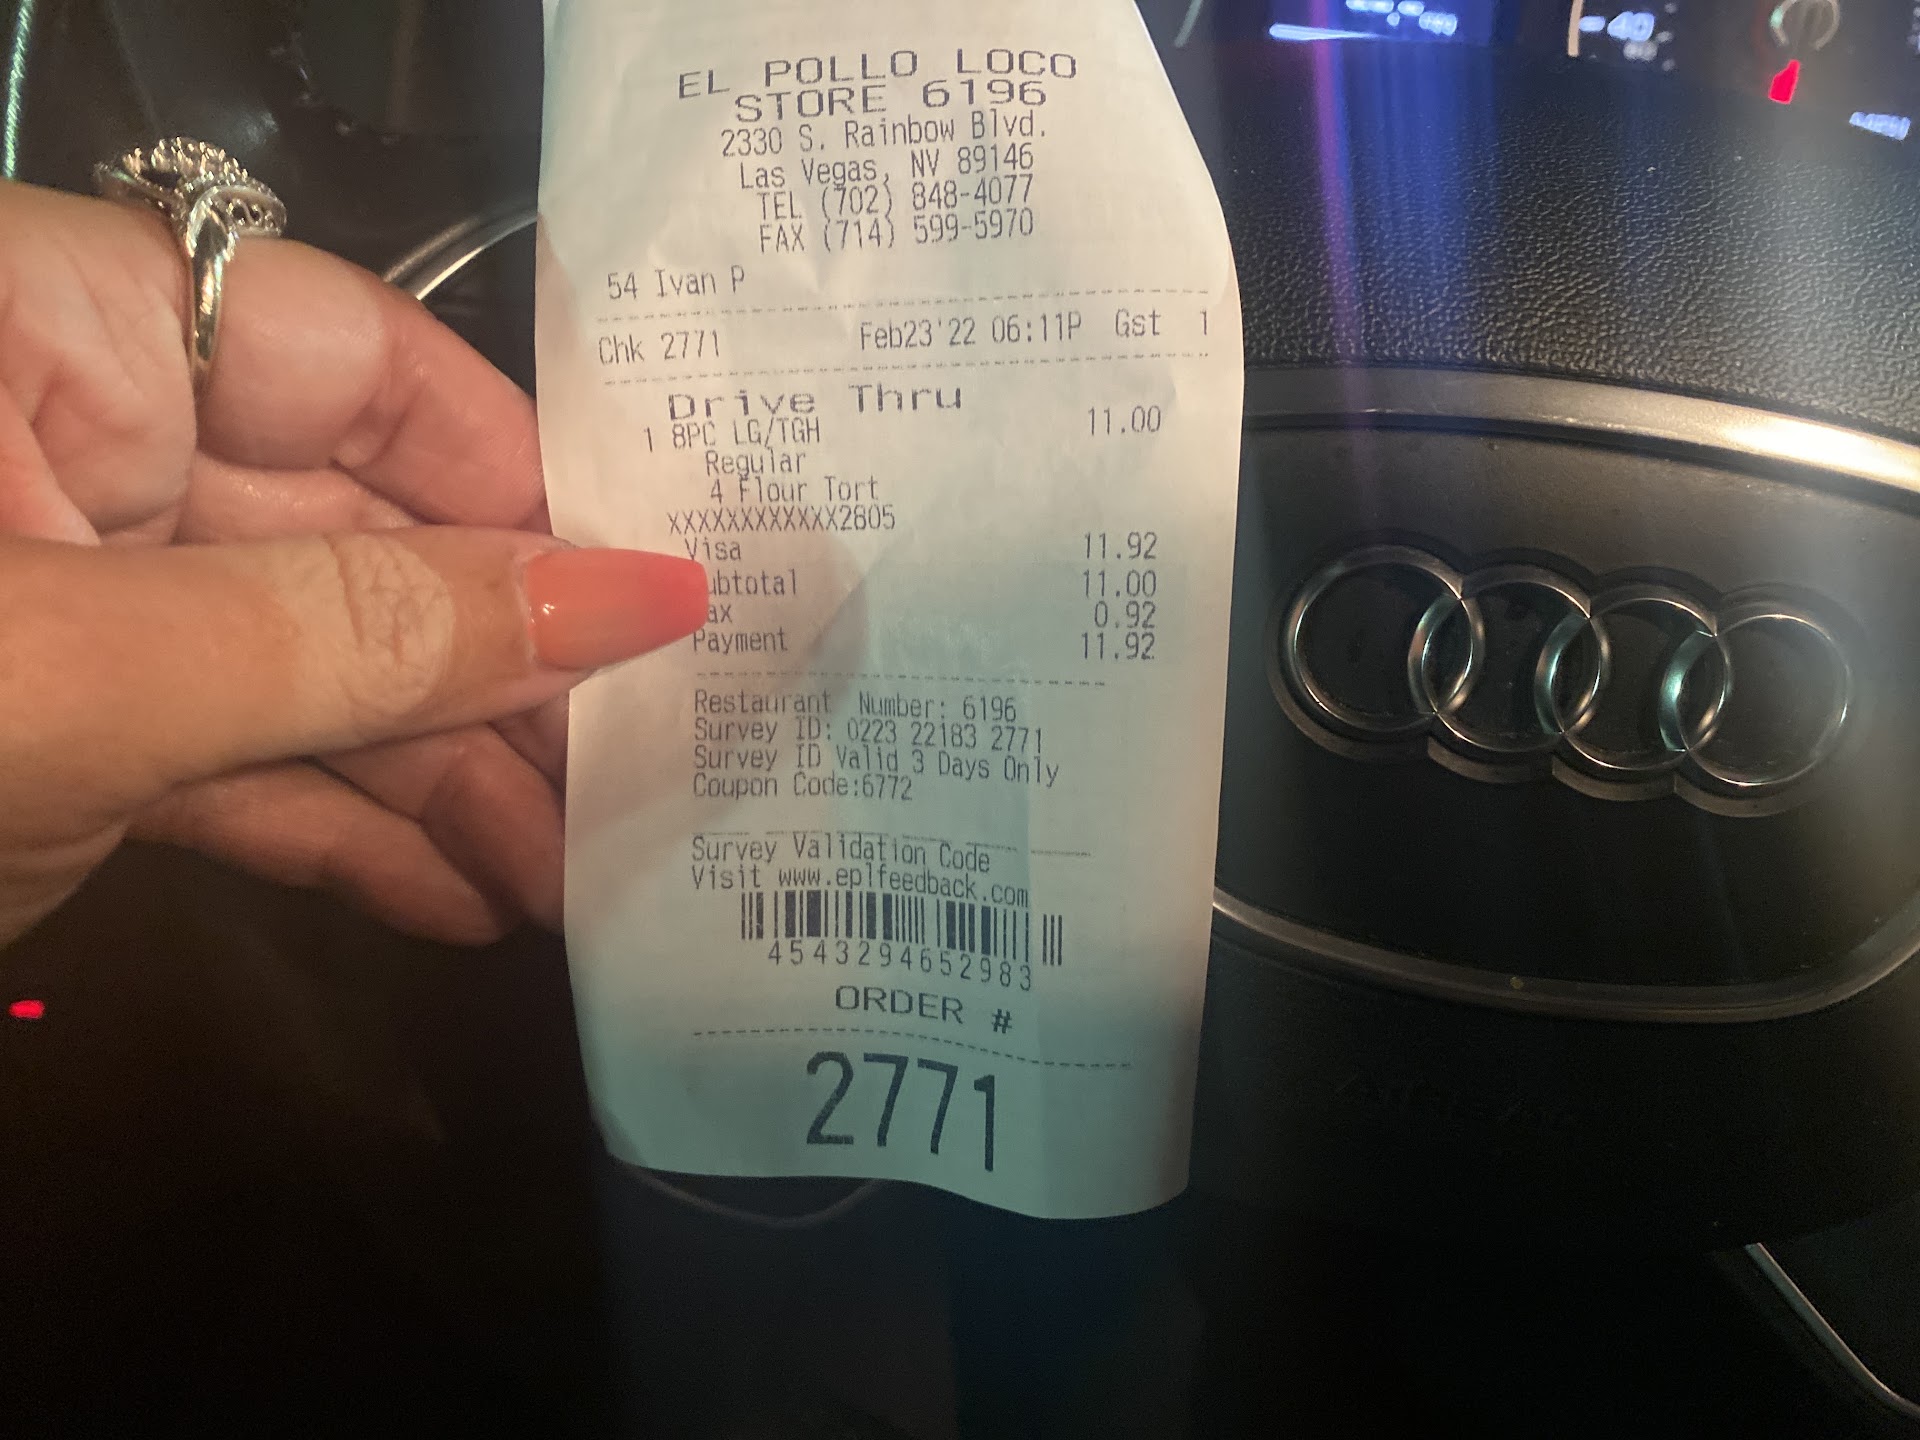 EL POLLO LOCO
STORE 6196
2330 S. Rainbow Blvd.
Las Vegas, NV 89146
TEL (702) 848-4077
FAX (714) 599-5970
54 Ivan P
Chk 2771 Feb23'22 06:11P Gst 1
Drive Thru
1 8PC LG/TGH 11.00
Regular
4 Flour Tort
XXXXXXXXXXXX2805
Visa 11.92
ubtotal 11.00
ax 0.92
Payment 11.92
Restaurant Number: 6196
Survey ID: 0223 22183 2771
Survey ID Valid 3 Days Only
Coupon Code:6772
Survey Validation Code
Visit www.eplfeedback.com
4543294652983
ORDER #
2771
40
MPH